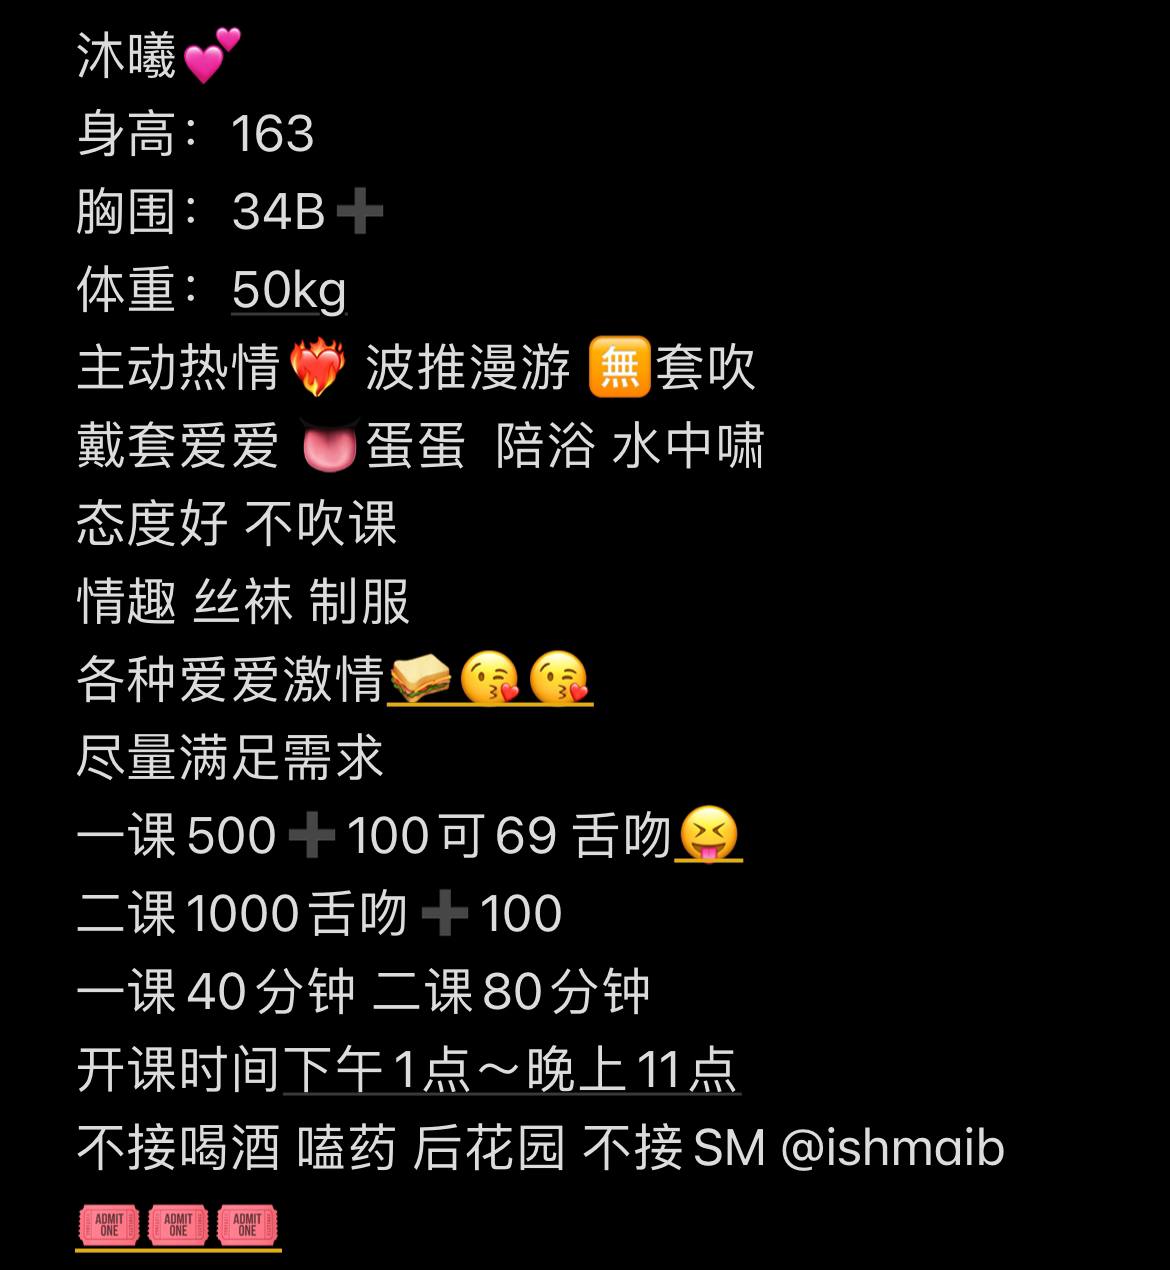 沐曦💕
身高：163
胸围：34B➕
体重：50kg
主动热情❤️‍🔥 波推漫游 🈚套吹
戴套爱爱 👅蛋蛋 陪浴 水中啸
态度好 不吹课
情趣 丝袜 制服
各种爱爱激情🥪😘😘
尽量满足需求
一课500➕100可69 舌吻😝
二课1000舌吻➕100
一课40分钟 二课80分钟
开课时间下午1点～晚上11点
不接喝酒 嗑药 后花园 不接SM @ishmaib
🎟️🎟️🎟️